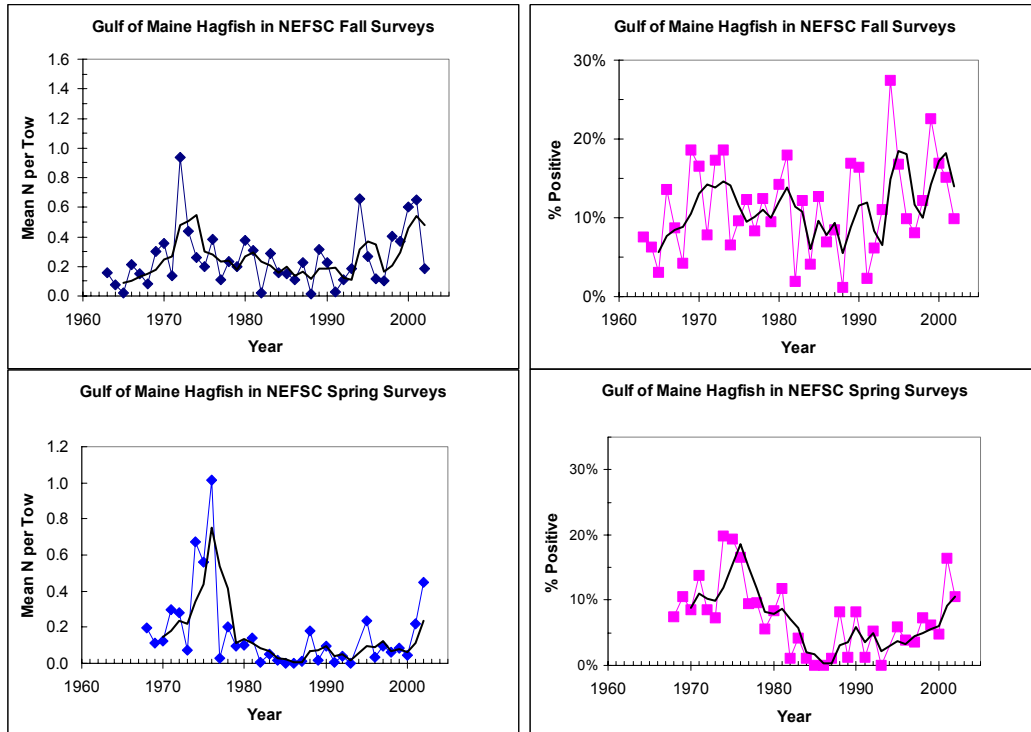 Gulf of Maine Hagfish in NEFSC Fall Surveys
Mean N per Tow
1.6
1.4
1.2
1.0
0.8
0.6
0.4
0.2
0.0
1960 1970 1980 1990 2000
Year
Gulf of Maine Hagfish in NEFSC Fall Surveys
% Positive
30%
20%
10%
0%
1960 1970 1980 1990 2000
Year
Gulf of Maine Hagfish in NEFSC Spring Surveys
Mean N per Tow
1.2
1.0
0.8
0.6
0.4
0.2
0.0
1960 1970 1980 1990 2000
Year
Gulf of Maine Hagfish in NEFSC Spring Surveys
% Positive
30%
20%
10%
0%
1960 1970 1980 1990 2000
Year